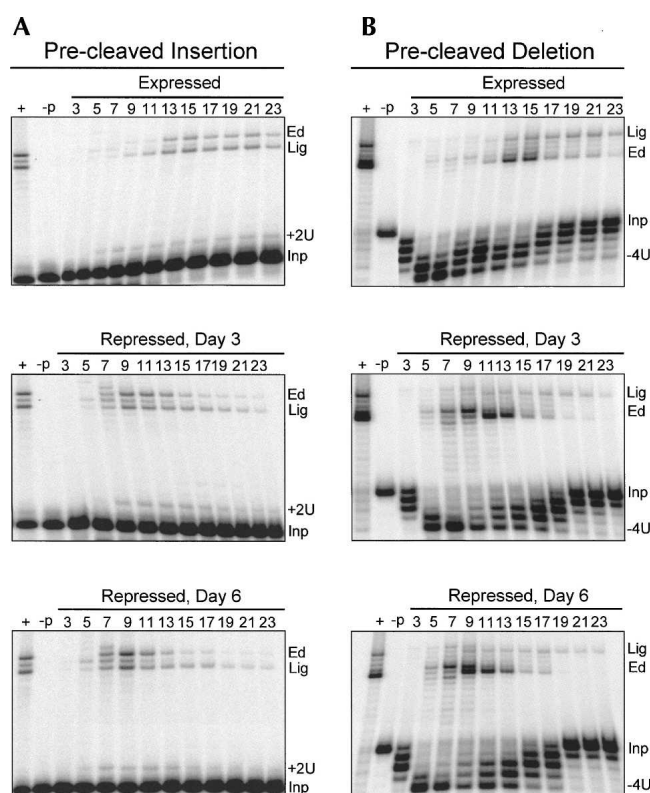 A
Pre-cleaved Insertion
Expressed
+ -p 3 5 7 9 11 13 15 17 19 21 23
Ed
Lig
+2U
Inp
Repressed, Day 3
+ -p 3 5 7 9 11 13 15 17 19 21 23
Ed
Lig
+2U
Inp
Repressed, Day 6
+ -p 3 5 7 9 11 13 15 17 19 21 23
Ed
Lig
+2U
Inp
B
Pre-cleaved Deletion
Expressed
+ -p 3 5 7 9 11 13 15 17 19 21 23
Lig
Ed
Inp
-4U
Repressed, Day 3
+ -p 3 5 7 9 11 13 15 17 19 21 23
Lig
Ed
Inp
-4U
Repressed, Day 6
+ -p 3 5 7 9 11 13 15 17 19 21 23
Lig
Ed
Inp
-4U